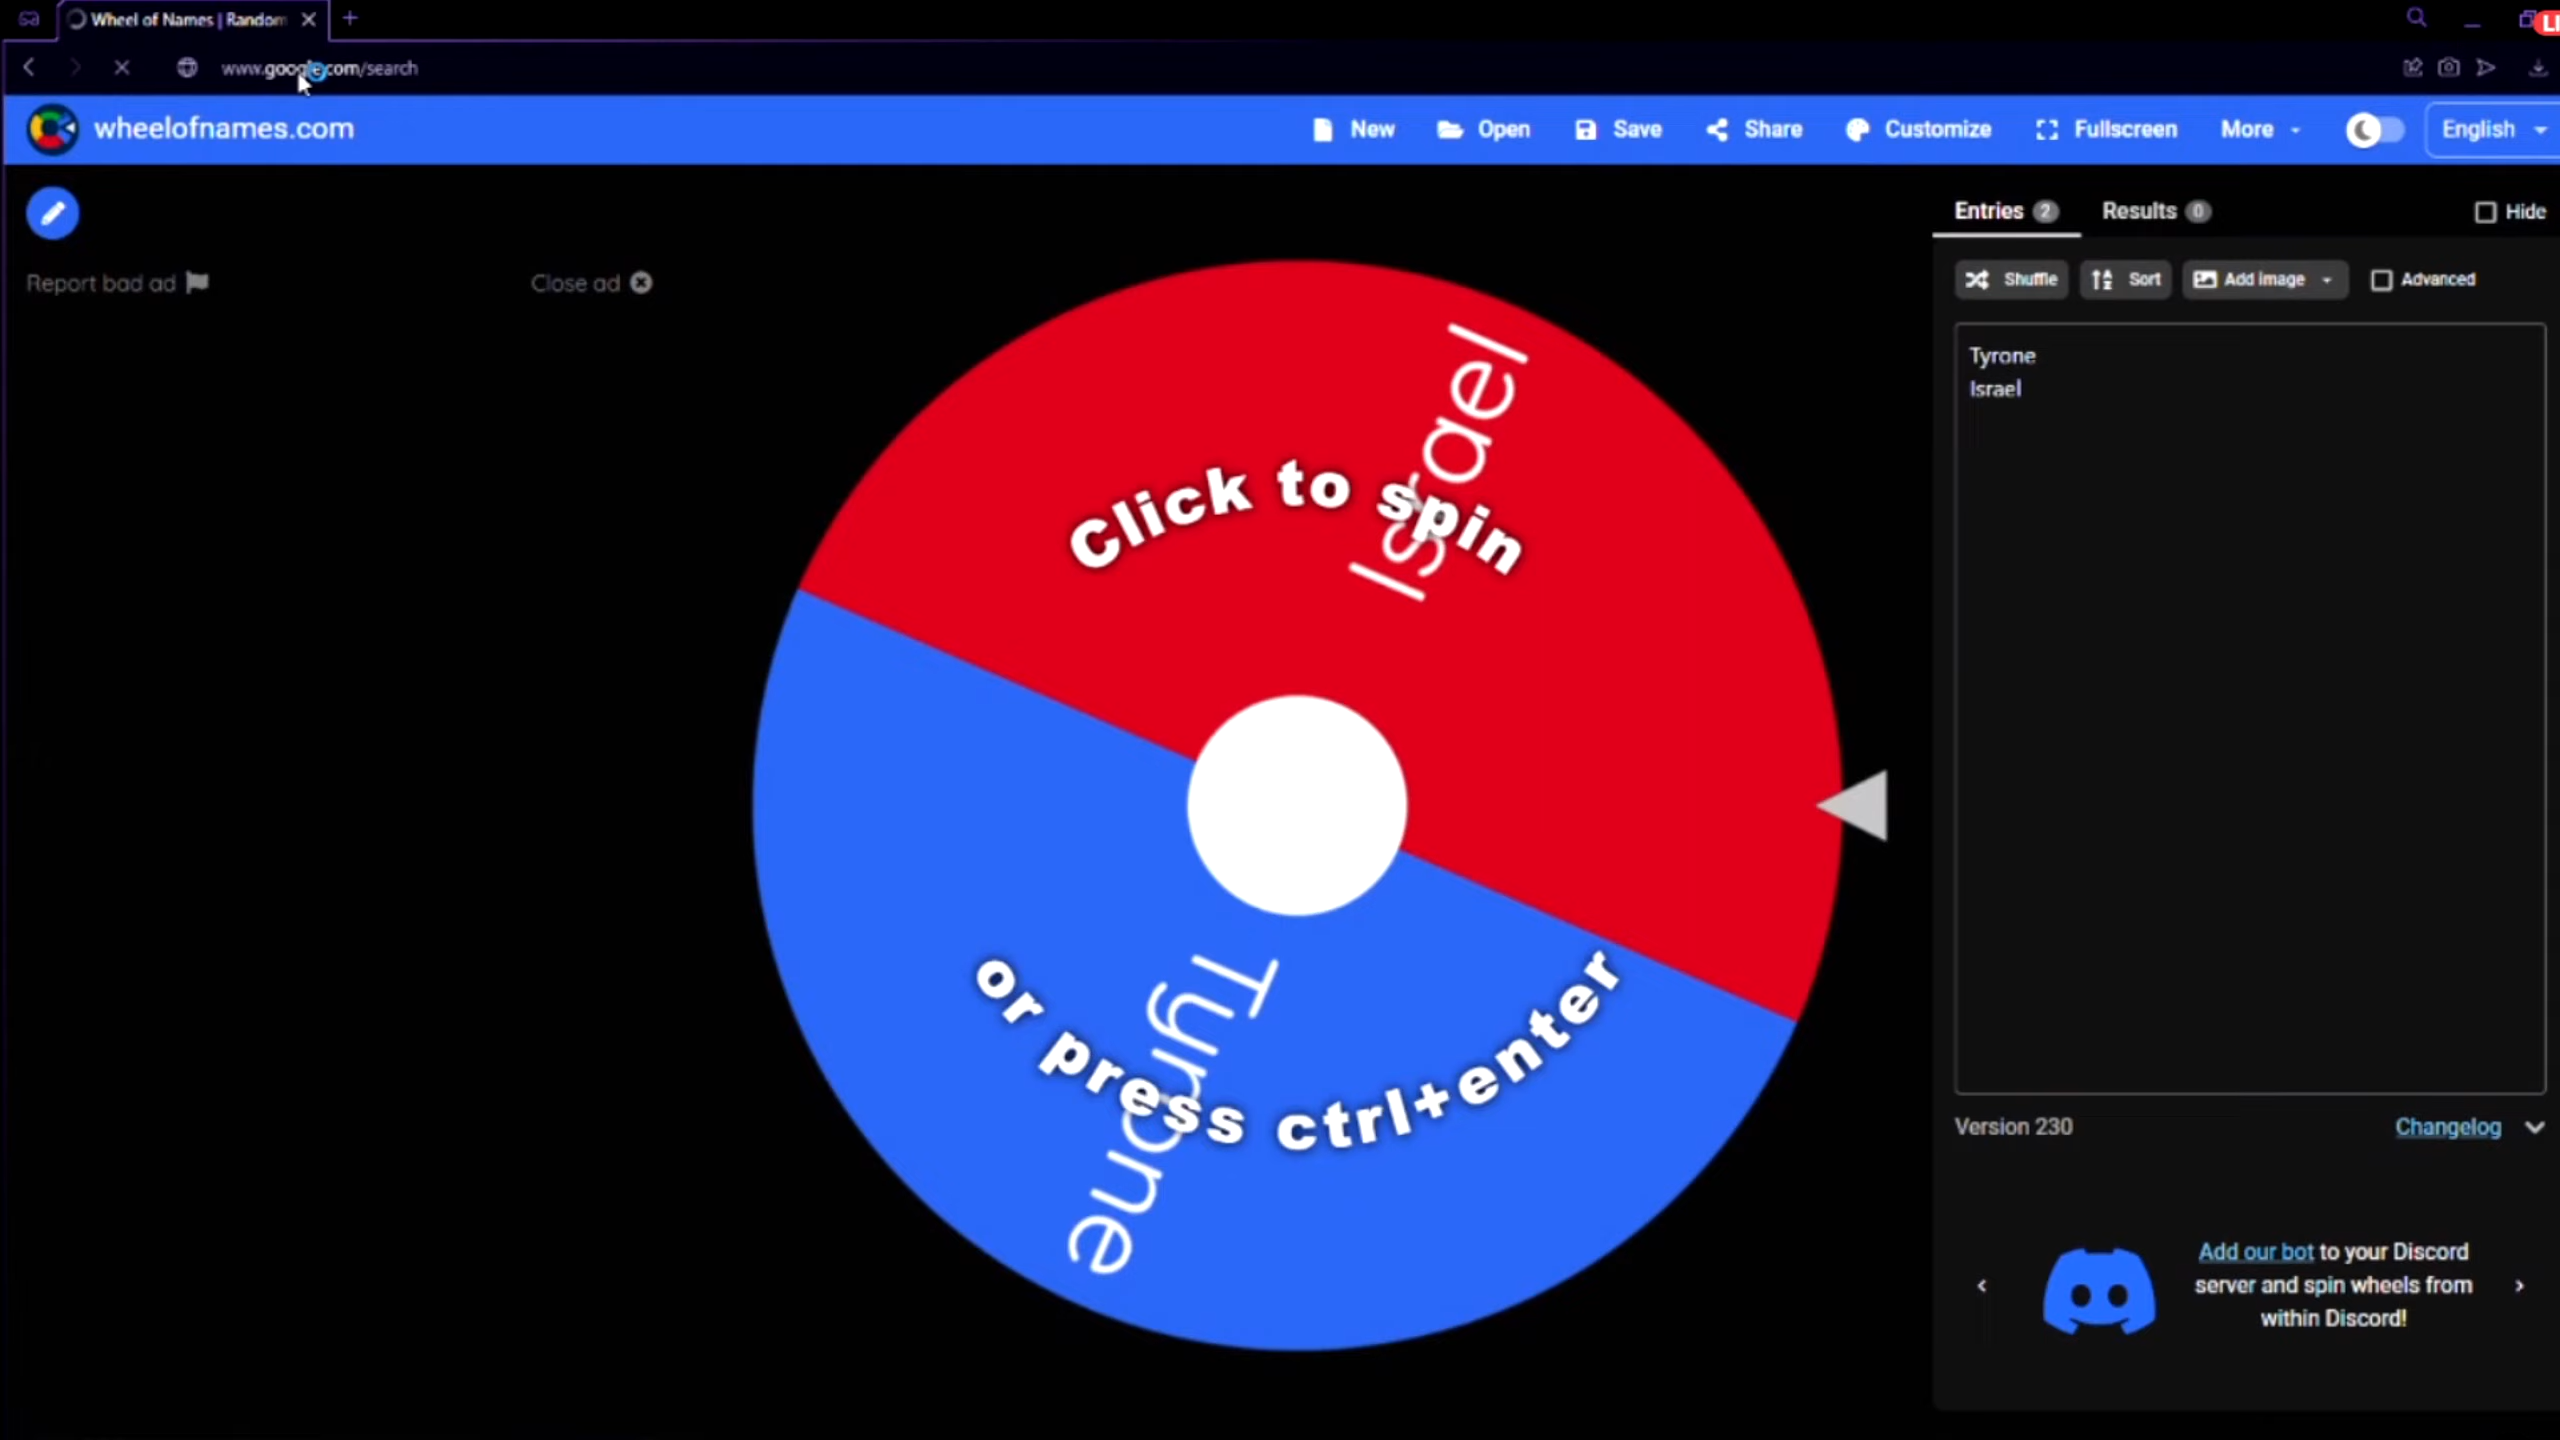 Wheel of Names | Random
www.google.com/search
wheelofnames.com
New
Open
Save
Share
Customize
Fullscreen
More
English
Report bad ad
Close ad
Entries 2
Results 0
Hide
Shuffle
Sort
Add image
Advanced
Tyrone
Israel
Israel
Click to spin
Tyrone
or press ctrl+enter
Version 230
Changelog
Add our bot to your Discord
server and spin wheels from
within Discord!